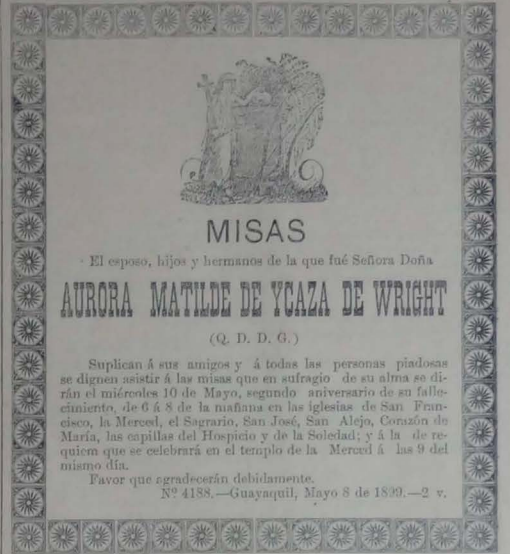 MISAS
El esposo, hijos y hermanos de la que fué Señora Doña
AURORA MATILDE DE YCAZA DE WRIGHT
(Q. D. D. G.)
Suplican á sus amigos y á todas las personas piadosas
se dignen asistir á las misas que en sufragio de su alma se di-
rán el miércoles 10 de Mayo, segundo aniversario de su falle-
cimiento, de 6 á 8 de la mañana en las iglesias de San Fran-
cisco, la Merced, el Sagrario, San José, San Alejo, Corazón de
María, las capillas del Hospicio y de la Soledad; y á la de re-
quiem que se celebrará en el templo de la Merced á las 9 del
mismo día.
Favor que agradecerán debidamente.
Nº 4188.—Guayaquil, Mayo 8 de 1899.—2 v.